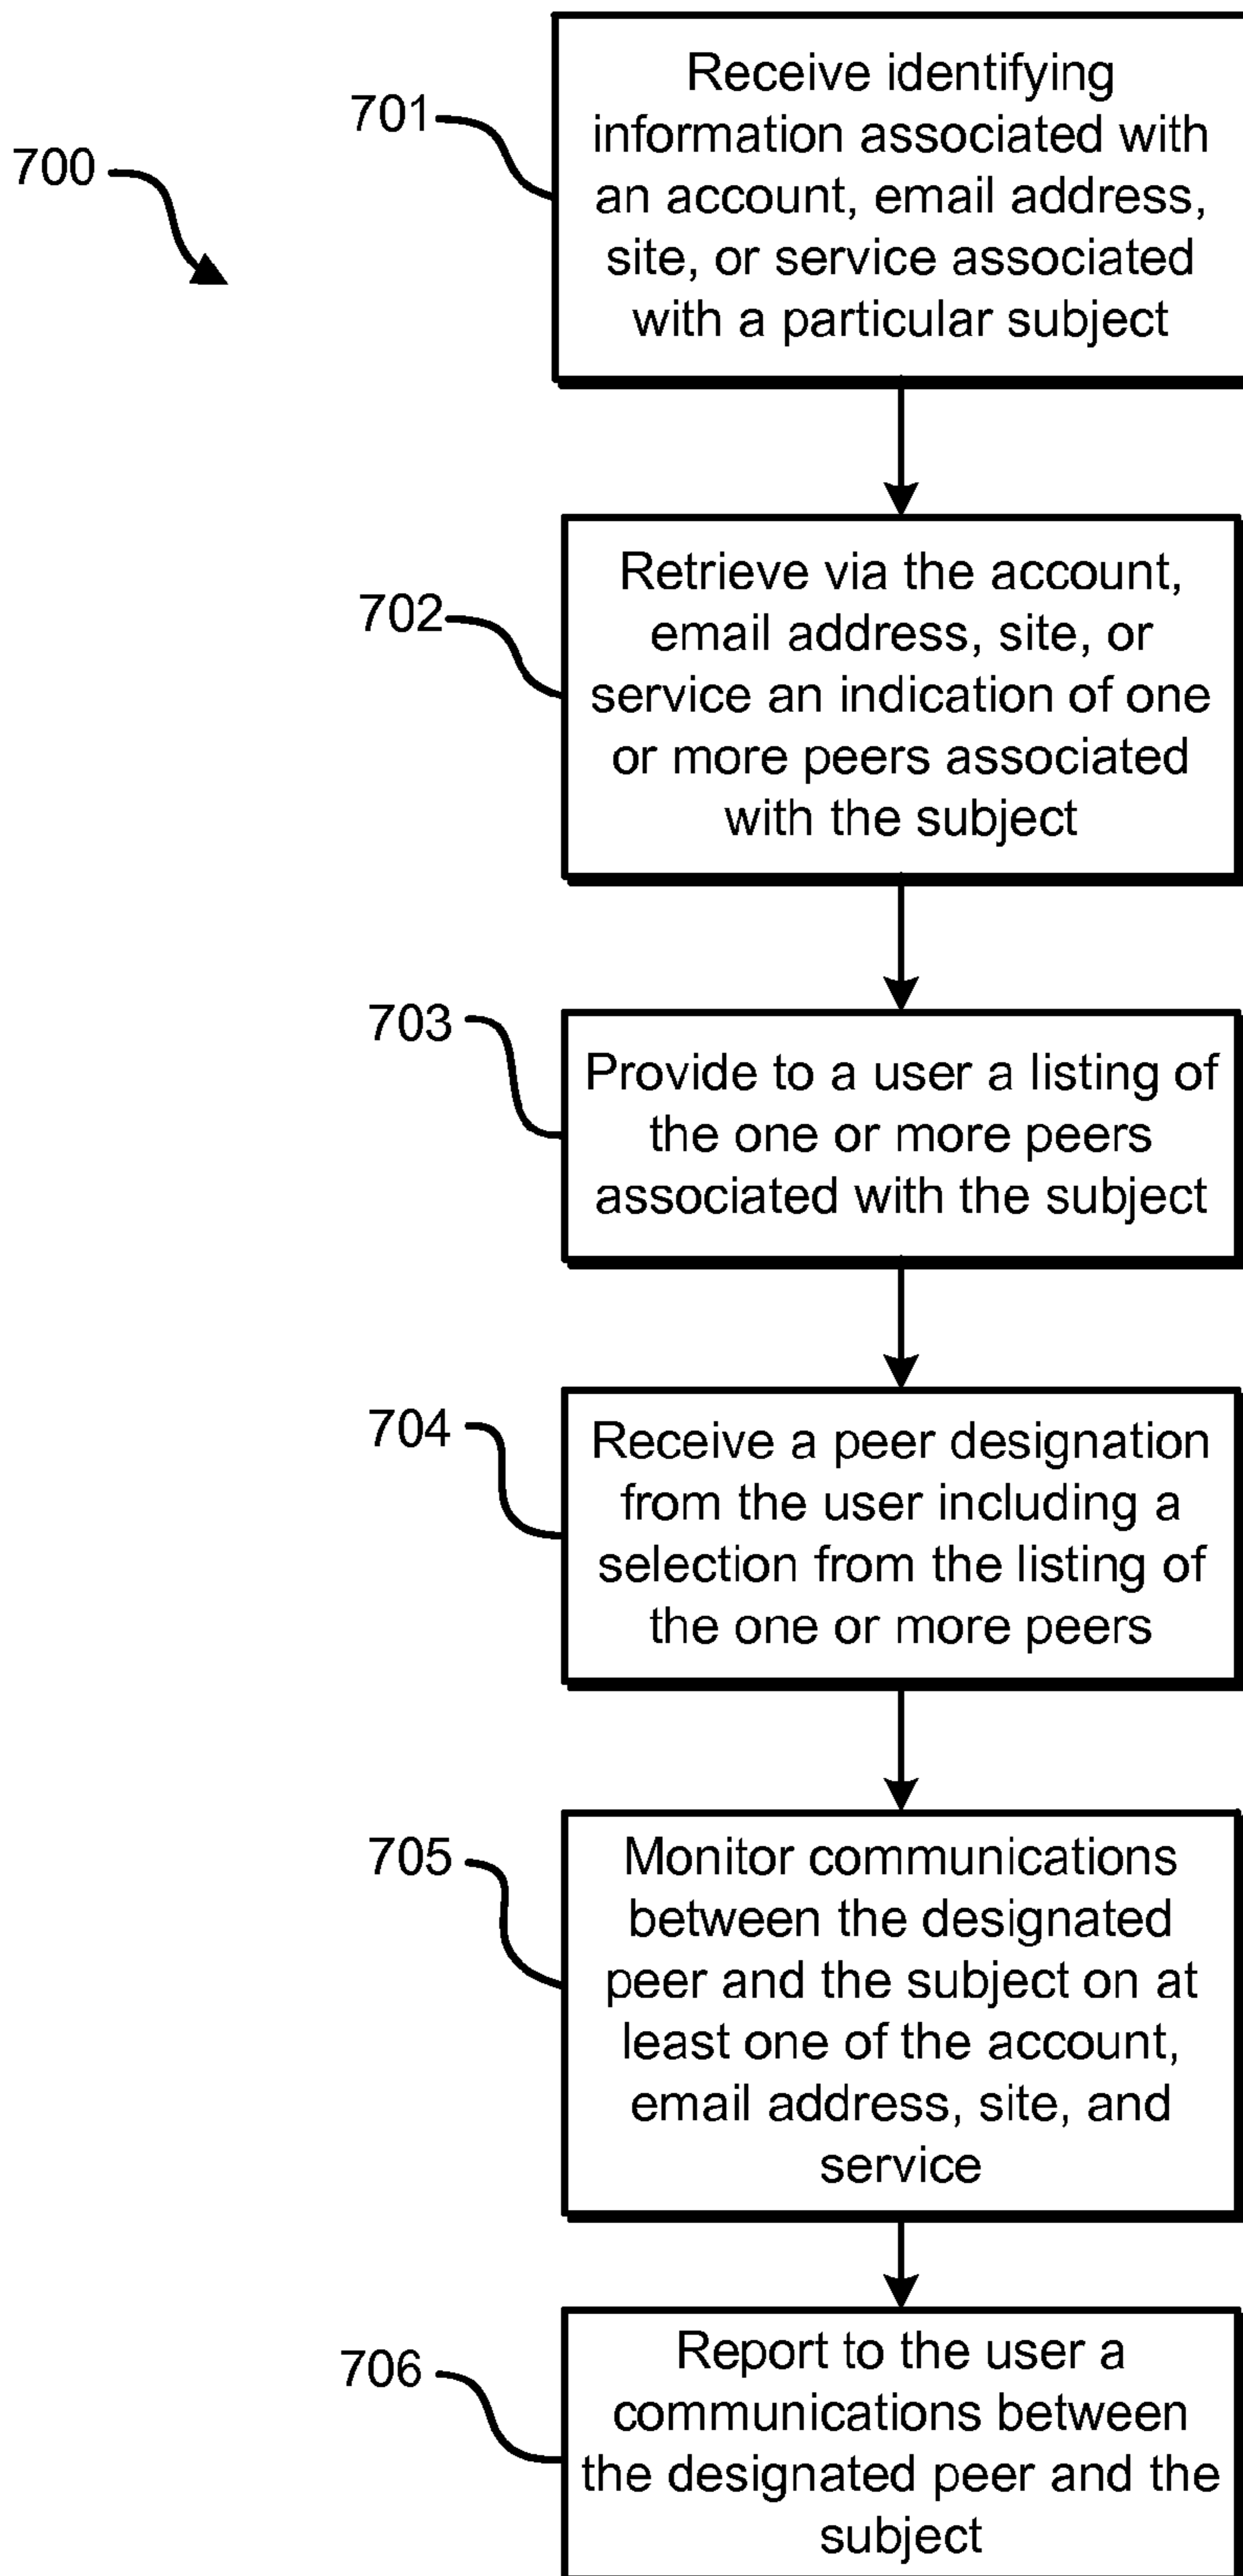 700
701
Receive identifying
information associated with
an account, email address,
site, or service associated
with a particular subject
702
Retrieve via the account,
email address, site, or
service an indication of one
or more peers associated
with the subject
703
Provide to a user a listing of
the one or more peers
associated with the subject
704
Receive a peer designation
from the user including a
selection from the listing of
the one or more peers
705
Monitor communications
between the designated
peer and the subject on at
least one of the account,
email address, site, and
service
706
Report to the user a
communications between
the designated peer and the
subject